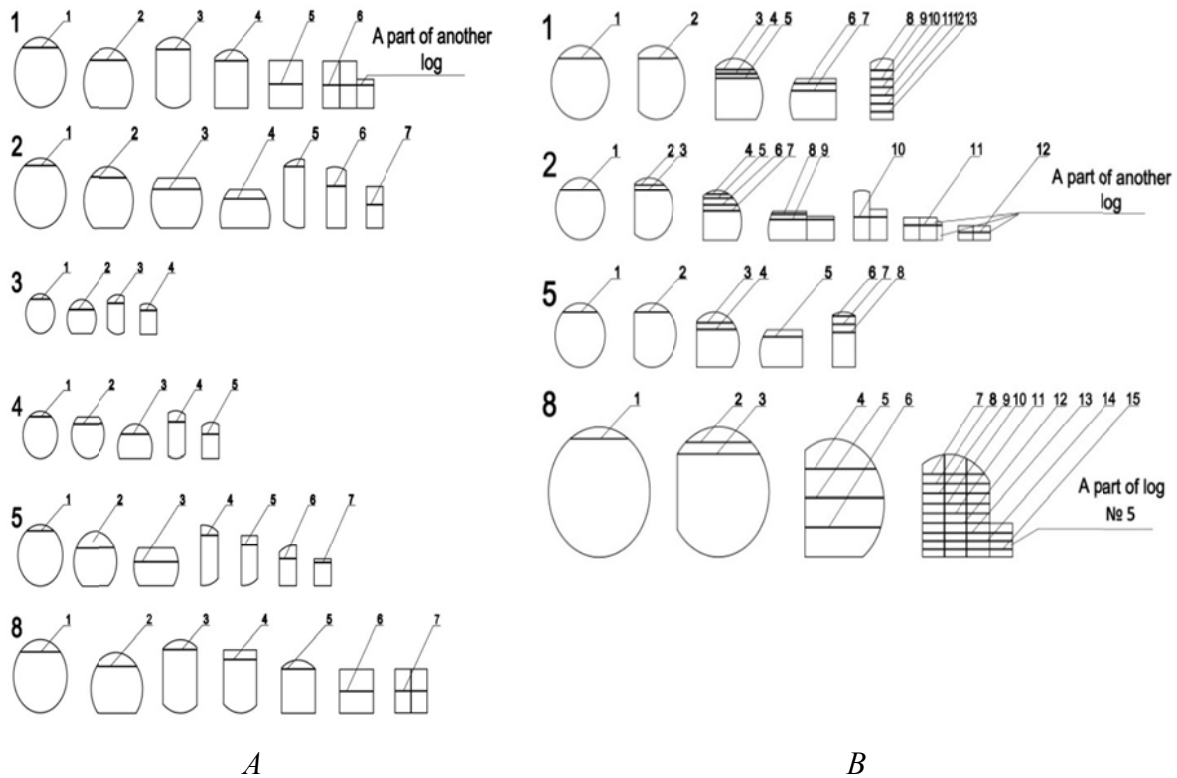 1
1 2 3 4 5 6
A part of another
log
2
1 2 3 4 5 6 7
3
1 2 3 4
4
1 2 3 4 5
5
1 2 3 4 5 6 7
8
1 2 3 4 5 6 7
A
1
1 2 3 4 5 6 7 8 9 10 11 12 13
2
1 2 3 4 5 6 7 8 9 10 11 12
A part of another
log
5
1 2 3 4 5 6 7 8
8
1 2 3 4 5 6 7 8 9 10 11 12 13 14 15
A part of log
№ 5
B